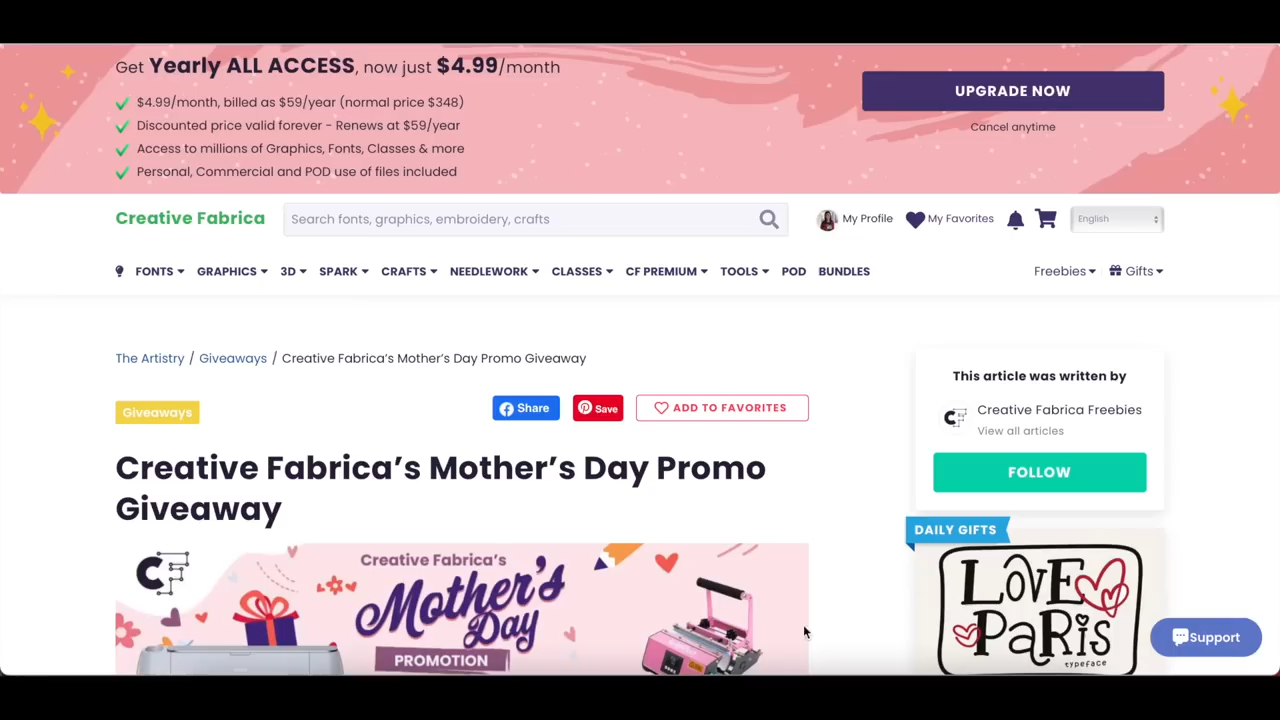 Get Yearly ALL ACCESS, now just $4.99/month
$4.99/month, billed as $59/year (normal price $348)
Discounted price valid forever - Renews at $59/year
Access to millions of Graphics, Fonts, Classes & more
Personal, Commercial and POD use of files included
UPGRADE NOW
Cancel anytime
Creative Fabrica
Search fonts, graphics, embroidery, crafts
My Profile
My Favorites
English
FONTS GRAPHICS 3D SPARK CRAFTS NEEDLEWORK CLASSES CF PREMIUM TOOLS POD BUNDLES
Freebies Gifts
The Artistry / Giveaways / Creative Fabrica’s Mother’s Day Promo Giveaway
Giveaways
Share
Save
ADD TO FAVORITES
Creative Fabrica’s Mother’s Day Promo
Giveaway
CF
Creative Fabrica’s
Mother’s
Day
PROMOTION
This article was written by
Creative Fabrica Freebies
View all articles
FOLLOW
DAILY GIFTS
LOVE
PARIS
typeface
Support